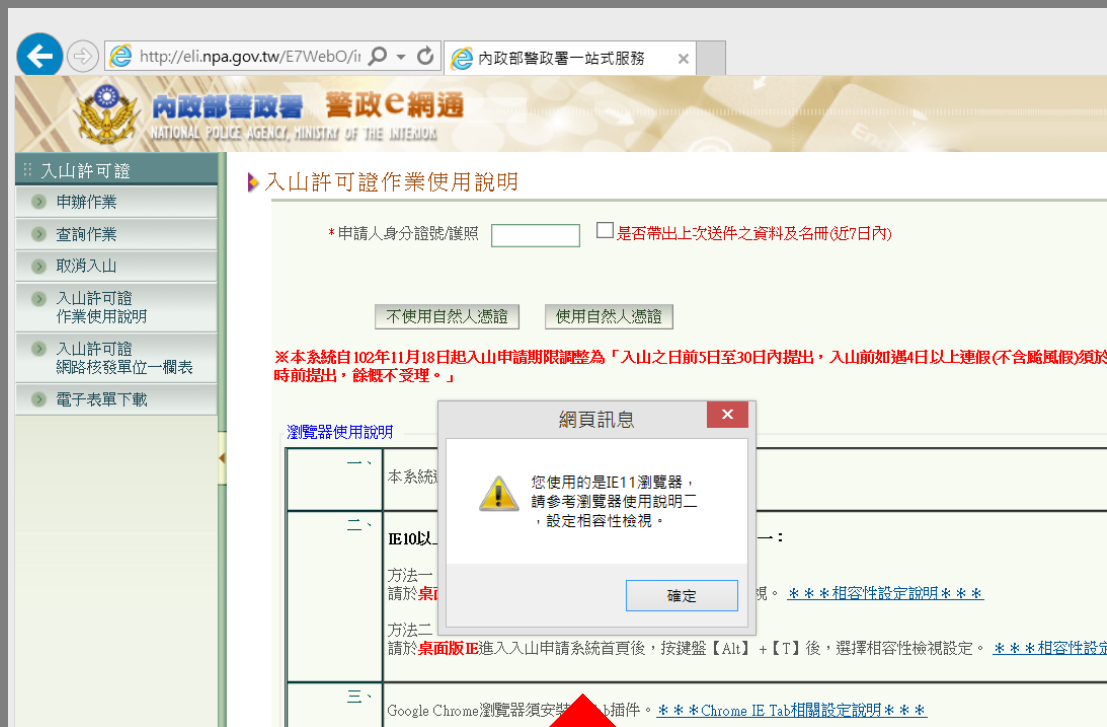 http://eli.npa.gov.tw/E7WebO/i
內政部警政署一站式服務
內政部警政署 警政e網通
NATIONAL POLICE AGENCY, MINISTRY OF THE INTERIOR
入山許可證
申辦作業
查詢作業
取消入山
入山許可證
作業使用說明
入山許可證
網路核發單位一欄表
電子表單下載
入山許可證作業使用說明
*申請人身分證號/護照
是否帶出上次送件之資料及名冊(近7日內)
不使用自然人憑證
使用自然人憑證
※本系統自102年11月18日起入山申請期限調整為「入山之日前5日至30日內提出，入山前如遇4日以上連假(不含颱風假)須於
時前提出，餘概不受理。」
瀏覽器使用說明
一、
本系統
網頁訊息
您使用的是IE11瀏覽器，
請參考瀏覽器使用說明二
，設定相容性檢視。
確定
二、
IE10以
一：
方法一
請於桌
視。 ＊＊＊相容性設定說明＊＊＊
方法二
請於桌面版IE進入入山申請系統首頁後，按鍵盤【Alt】+【T】後，選擇相容性檢視設定。 ＊＊＊相容性設定
三、
Google Chrome瀏覽器須安裝
b插件。＊＊＊Chrome IE Tab相關設定說明＊＊＊